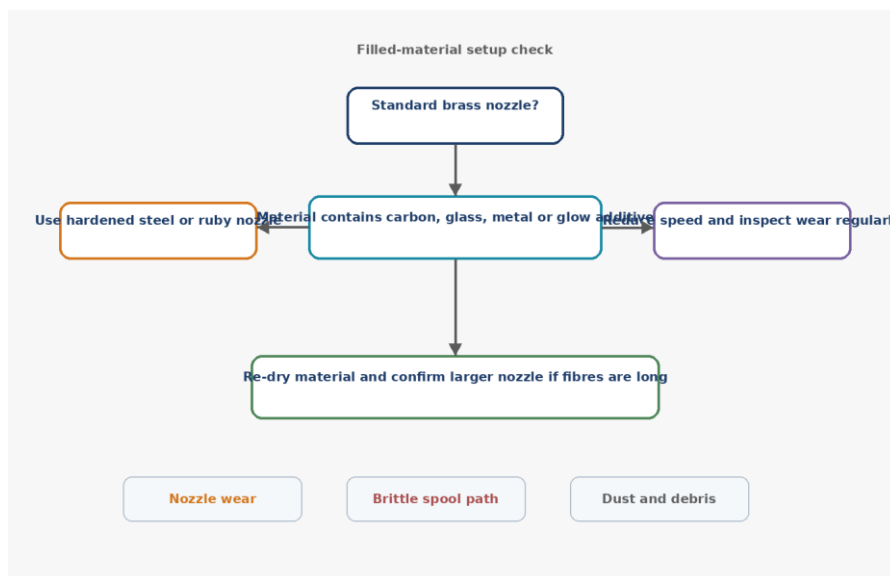 Filled-material setup check
Standard brass nozzle?
Use hardened steel or ruby nozzle
Material contains carbon, glass, metal or glow additive
Reduce speed and inspect wear
Re-dry material and confirm larger nozzle if fibres are long
Nozzle wear
Brittle spool path
Dust and debris